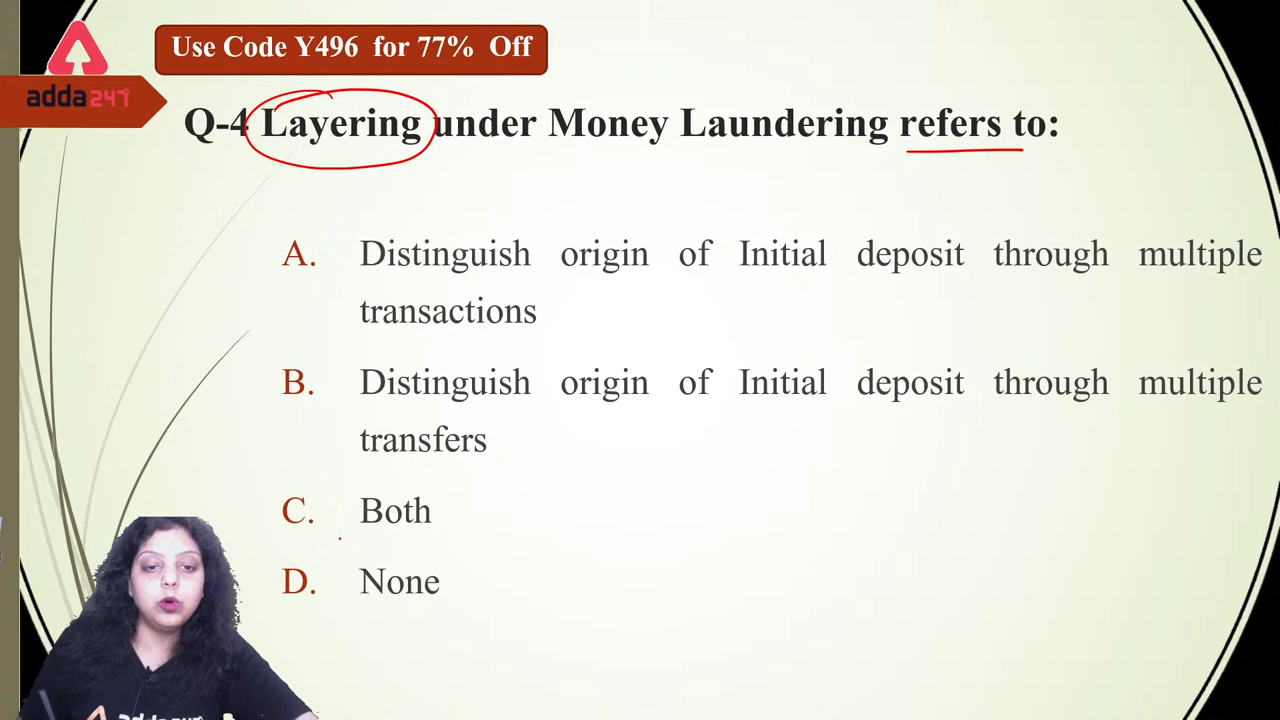 Use Code Y496 for 77% Off
adda247
Q-4 Layering under Money Laundering refers to:
A. Distinguish origin of Initial deposit through multiple
transactions
B. Distinguish origin of Initial deposit through multiple
transfers
C. Both
D. None